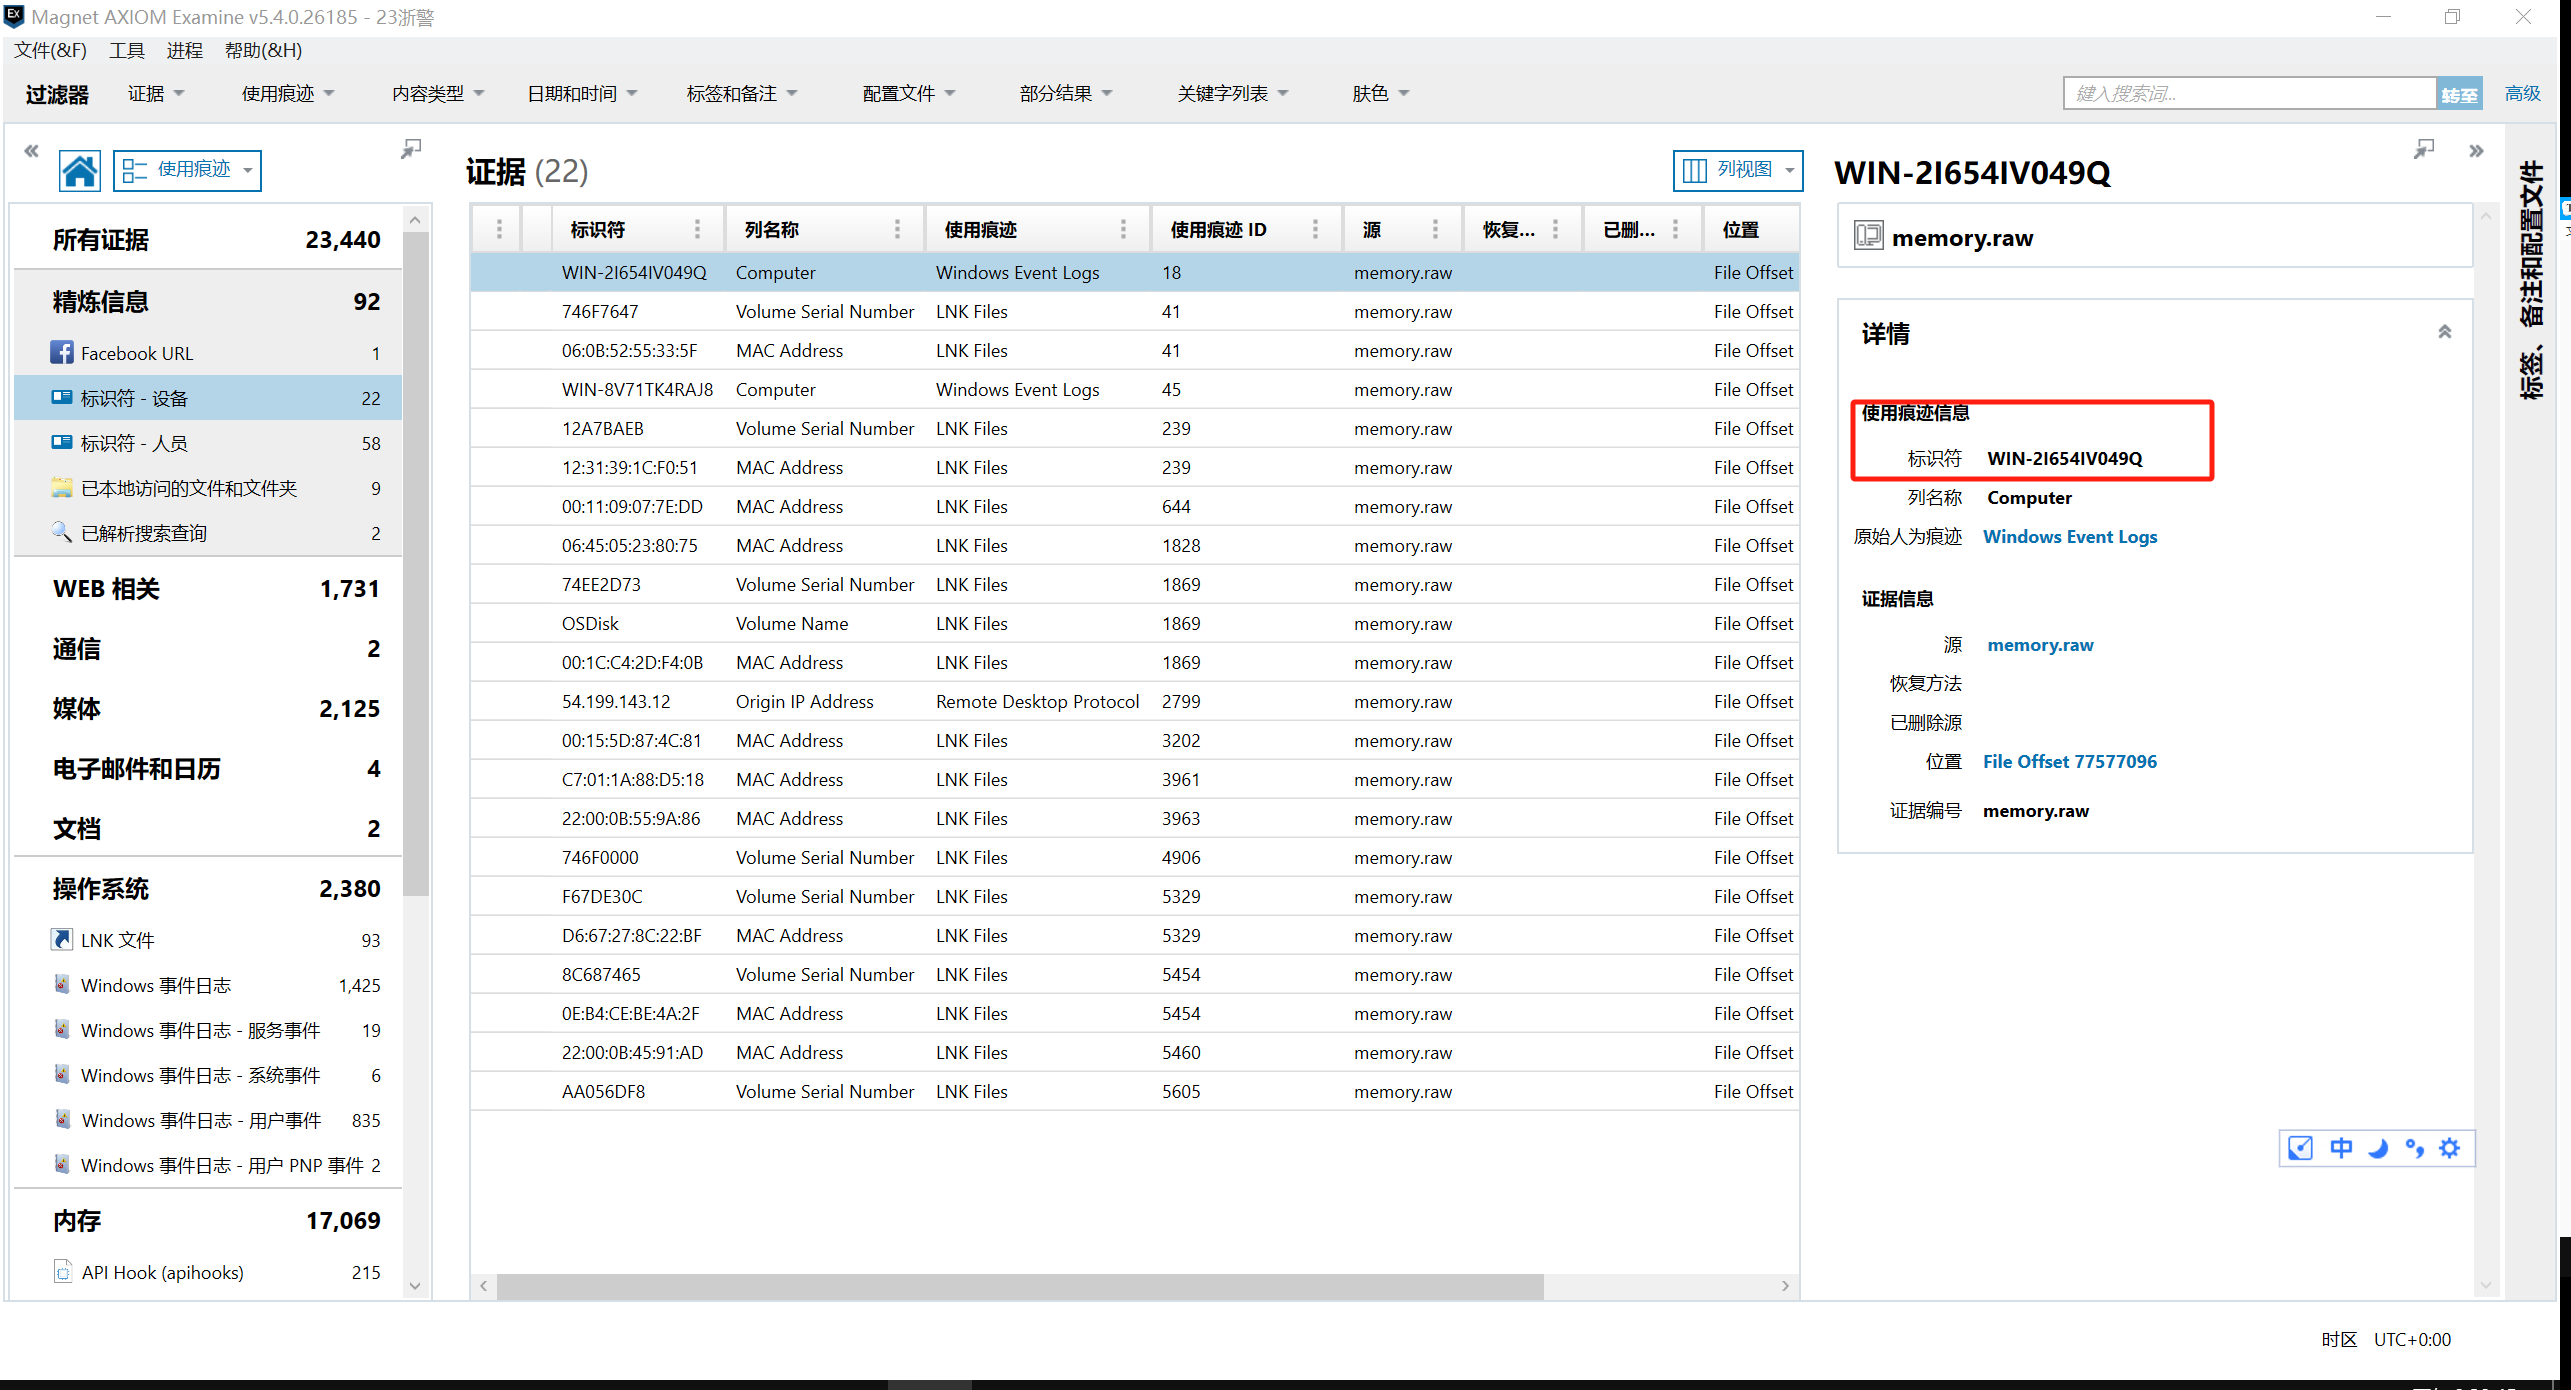 Magnet AXIOM Examine v5.4.0.26185 - 23浙警
文件(&F) 工具 进程 帮助(&H)
过滤器 证据 使用痕迹 内容类型 日期和时间 标签和备注 配置文件 部分结果 关键字列表 肤色 键入搜索词... 转至 高级
使用痕迹
所有证据 23,440
精炼信息 92
Facebook URL 1
标识符 - 设备 22
标识符 - 人员 58
已本地访问的文件和文件夹 9
已解析搜索查询 2
WEB 相关 1,731
通信 2
媒体 2,125
电子邮件和日历 4
文档 2
操作系统 2,380
LNK 文件 93
Windows 事件日志 1,425
Windows 事件日志 - 服务事件 19
Windows 事件日志 - 系统事件 6
Windows 事件日志 - 用户事件 835
Windows 事件日志 - 用户 PNP 事件 2
内存 17,069
API Hook (apihooks) 215
证据 (22) 列视图
标识符 列名称 使用痕迹 使用痕迹 ID 源 恢复... 已删... 位置
WIN-2I654IV049Q Computer Windows Event Logs 18 memory.raw File Offset
746F7647 Volume Serial Number LNK Files 41 memory.raw File Offset
06:0B:52:55:33:5F MAC Address LNK Files 41 memory.raw File Offset
WIN-8V71TK4RAJ8 Computer Windows Event Logs 45 memory.raw File Offset
12A7BAEB Volume Serial Number LNK Files 239 memory.raw File Offset
12:31:39:1C:F0:51 MAC Address LNK Files 239 memory.raw File Offset
00:11:09:07:7E:DD MAC Address LNK Files 644 memory.raw File Offset
06:45:05:23:80:75 MAC Address LNK Files 1828 memory.raw File Offset
74EE2D73 Volume Serial Number LNK Files 1869 memory.raw File Offset
OSDisk Volume Name LNK Files 1869 memory.raw File Offset
00:1C:C4:2D:F4:0B MAC Address LNK Files 1869 memory.raw File Offset
54.199.143.12 Origin IP Address Remote Desktop Protocol 2799 memory.raw File Offset
00:15:5D:87:4C:81 MAC Address LNK Files 3202 memory.raw File Offset
C7:01:1A:88:D5:18 MAC Address LNK Files 3961 memory.raw File Offset
22:00:0B:55:9A:86 MAC Address LNK Files 3963 memory.raw File Offset
746F0000 Volume Serial Number LNK Files 4906 memory.raw File Offset
F67DE30C Volume Serial Number LNK Files 5329 memory.raw File Offset
D6:67:27:8C:22:BF MAC Address LNK Files 5329 memory.raw File Offset
8C687465 Volume Serial Number LNK Files 5454 memory.raw File Offset
0E:B4:CE:BE:4A:2F MAC Address LNK Files 5454 memory.raw File Offset
22:00:0B:45:91:AD MAC Address LNK Files 5460 memory.raw File Offset
AA056DF8 Volume Serial Number LNK Files 5605 memory.raw File Offset
WIN-2I654IV049Q
memory.raw
详情
使用痕迹信息
标识符 WIN-2I654IV049Q
列名称 Computer
原始人为痕迹 Windows Event Logs
证据信息
源 memory.raw
恢复方法
已删除源
位置 File Offset 77577096
证据编号 memory.raw
标签、备注和配置文件
中
时区 UTC+0:00